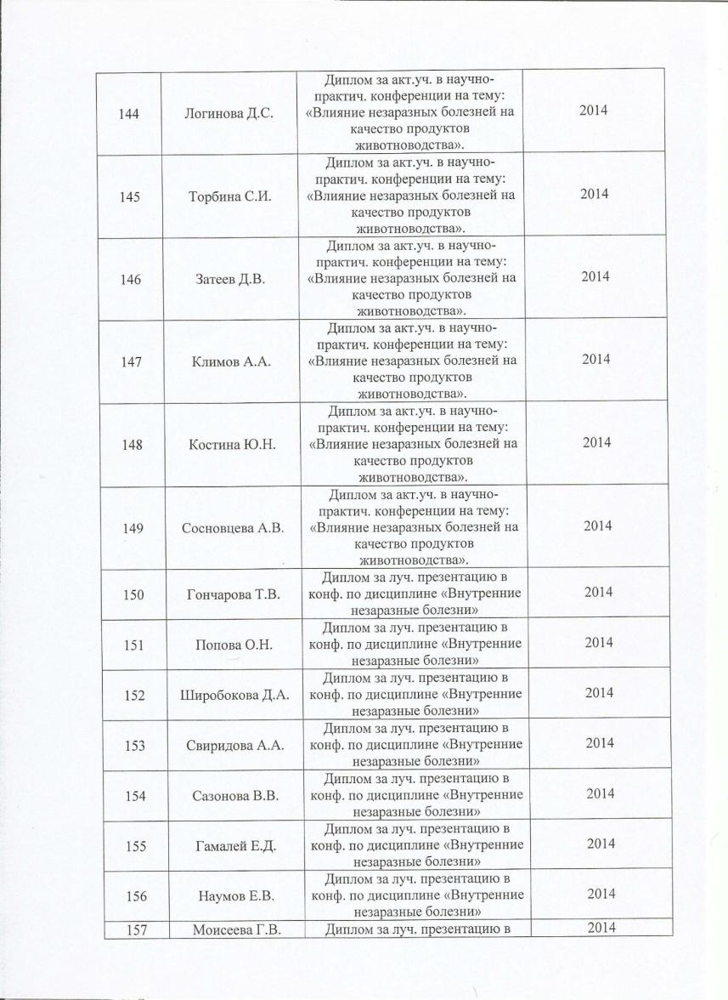 Диплом за акт.уч. в научно-
144 Логинова Д.С. практич. конференции на тему: 2014
«Влияние незаразных болезней на
качество продуктов
животноводства».
Диплом за акт.уч. в научно-
практич. конференции на тему:
145 Торбина С.И. «Влияние незаразных болезней на 2014
качество продуктов
животноводства».
Диплом за акт.уч. в научно-
практич. конференции на тему:
146 Затеев Д.В. «Влияние незаразных болезней на 2014
качество продуктов
животноводства».
Диплом за акт.уч. в научно-
практич. конференции на тему:
147 Климов А.А. «Влияние незаразных болезней на 2014
качество продуктов
животноводства».
Диплом за акт.уч. в научно-
практич. конференции на тему:
148 Костина Ю.Н. «Влияние незаразных болезней на 2014
качество продуктов
животноводства».
Диплом за акт.уч. в научно-
практич. конференции на тему:
149 Сосновцева А.В. «Влияние незаразных болезней на 2014
качество продуктов
животноводства».
Диплом за луч. презентацию в
150 Гончарова Т.В. конф. по дисциплине «Внутренние 2014
незаразные болезни»
Диплом за луч. презентацию в
151 Попова О.Н. конф. по дисциплине «Внутренние 2014
незаразные болезни»
Диплом за луч. презентацию в
152 Широбокова Д.А. конф. по дисциплине «Внутренние 2014
незаразные болезни»
Диплом за луч. презентацию в
153 Свиридова А.А. конф. по дисциплине «Внутренние 2014
незаразные болезни»
Диплом за луч. презентацию в
154 Сазонова В.В. конф. по дисциплине «Внутренние 2014
незаразные болезни»
Диплом за луч. презентацию в
155 Гамалей Е.Д. конф. по дисциплине «Внутренние 2014
незаразные болезни»
Диплом за луч. презентацию в
156 Наумов Е.В. конф. по дисциплине «Внутренние 2014
незаразные болезни»
157 Моисеева Г.В. Диплом за луч. презентацию в 2014